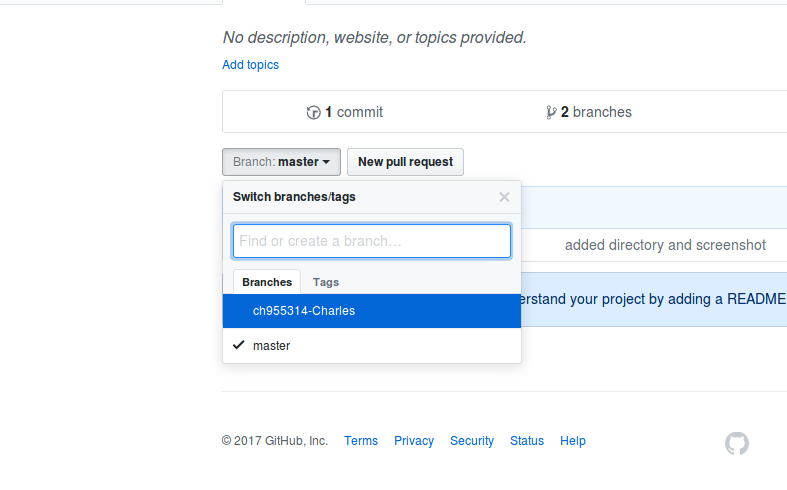 No description, website, or topics provided.
Add topics
1 commit
2 branches
Branch: master
New pull request
Switch branches/tags
Find or create a branch…
added directory and screenshot
Branches
Tags
erstand your project by adding a README
ch955314-Charles
master
© 2017 GitHub, Inc. Terms Privacy Security Status Help